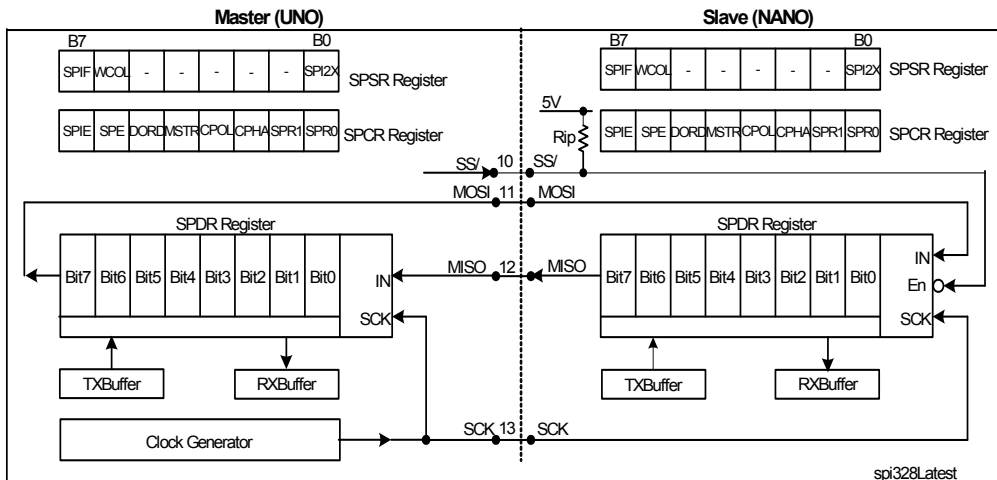 Master (UNO)
Slave (NANO)
B7 B0
SPIF WCOL - - - - - SPI2X
SPSR Register
SPIE SPE DORD MSTR CPOL CPHA SPR1 SPR0
SPCR Register
B7 B0
SPIF WCOL - - - - - SPI2X
SPSR Register
5V
Rip
SPIE SPE DORD MSTR CPOL CPHA SPR1 SPR0
SPCR Register
SS/ 10 SS/
MOSI 11 MOSI
SPDR Register
Bit7 Bit6 Bit5 Bit4 Bit3 Bit2 Bit1 Bit0
IN
SCK
MISO 12 MISO
SPDR Register
Bit7 Bit6 Bit5 Bit4 Bit3 Bit2 Bit1 Bit0
IN
En
SCK
TXBuffer
RXBuffer
TXBuffer
RXBuffer
Clock Generator
SCK 13 SCK
spi328Latest